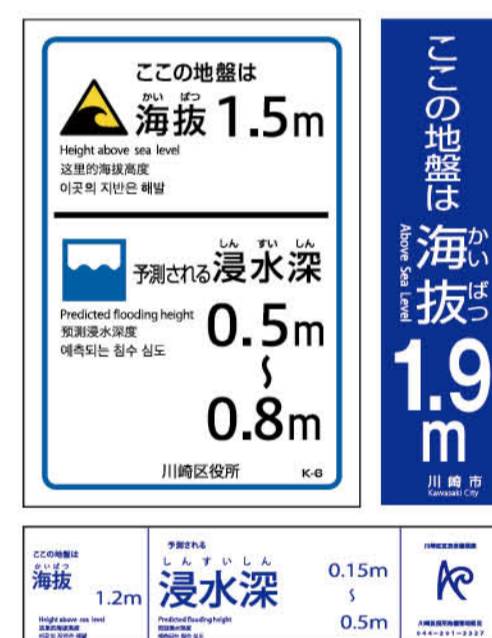 ここの地盤は
かい ばつ
海抜 1.5m
Height above sea level
这里的海拔高度
이곳의 지반은 해발
しん すい しん
予測される浸水深
Predicted flooding height
预测浸水深度
예측되는 침수 심도
0.5m
〜
0.8m
川崎区役所 K-6
ここの地盤は
海抜
かいばつ
Above Sea Level
1.9
m
川崎市
Kawasaki City
ここの地盤は
かいばつ
海抜
1.2m
Height above sea level
予測される
しんすいしん
浸水深
Predicted flooding height
0.15m
〜
0.5m